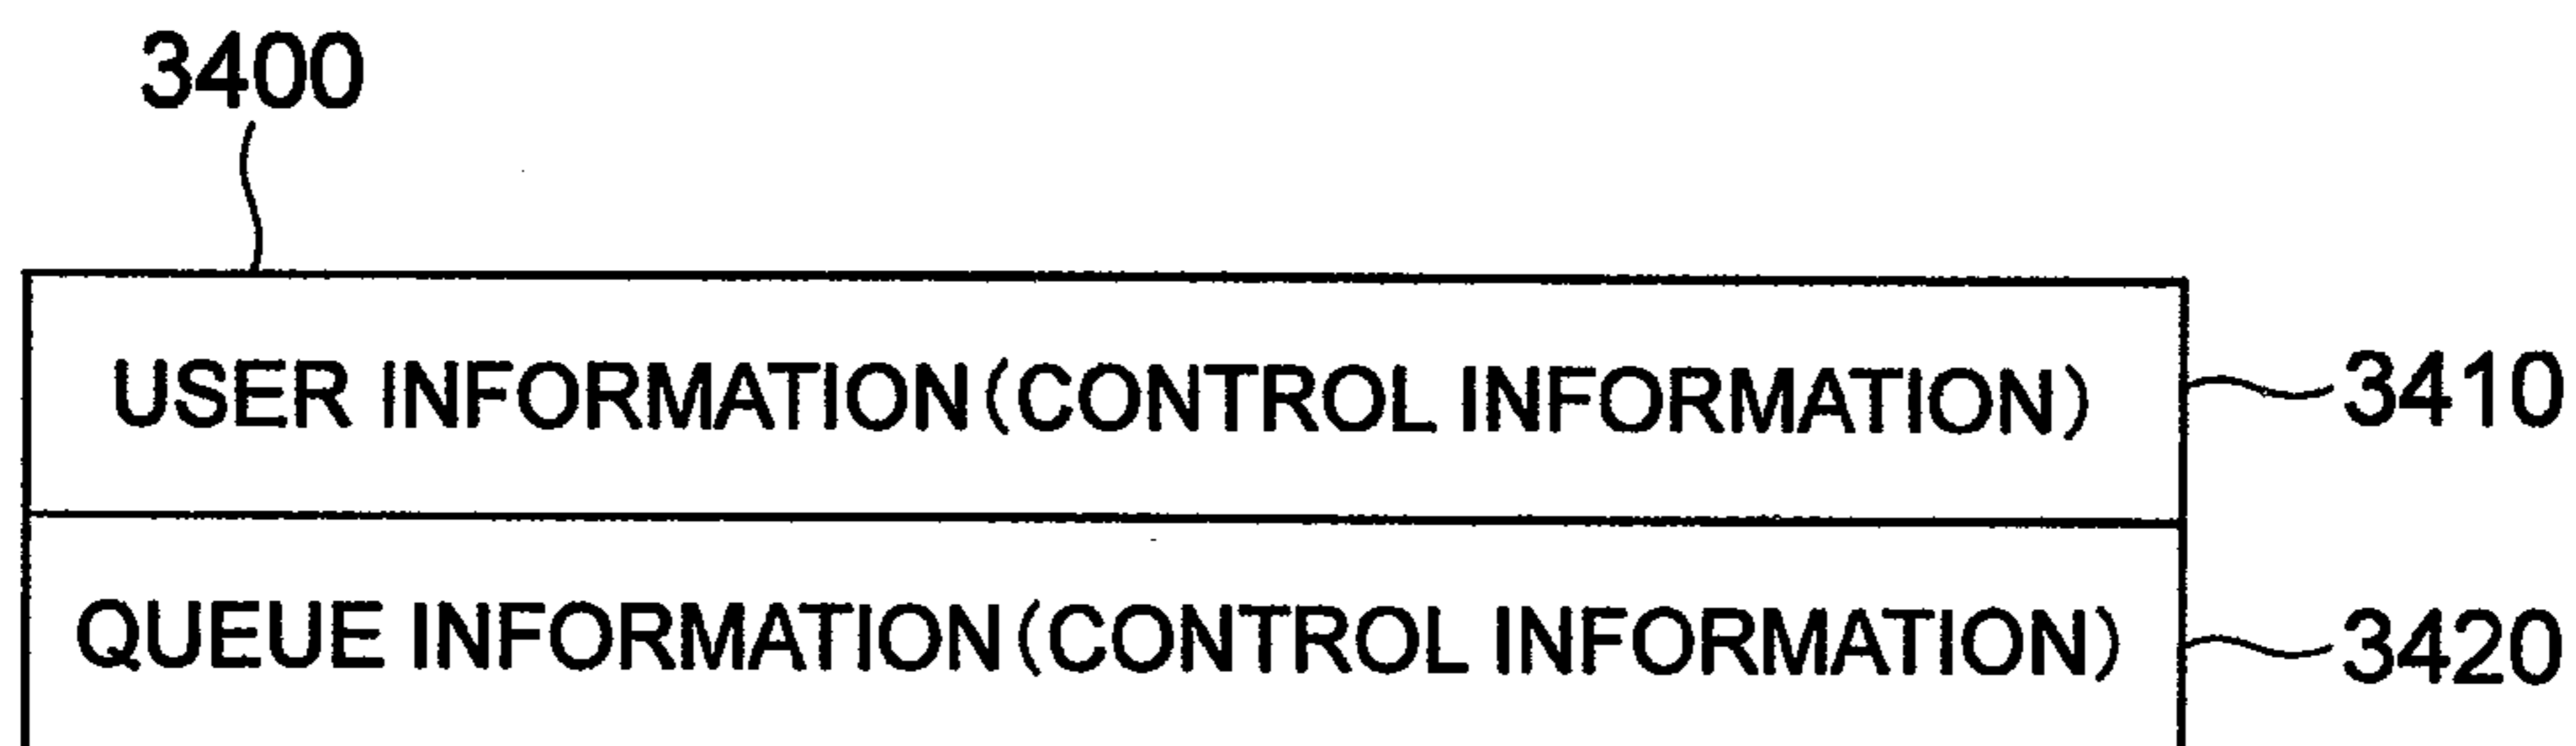 3400
USER INFORMATION(CONTROL INFORMATION) 3410
QUEUE INFORMATION(CONTROL INFORMATION) 3420